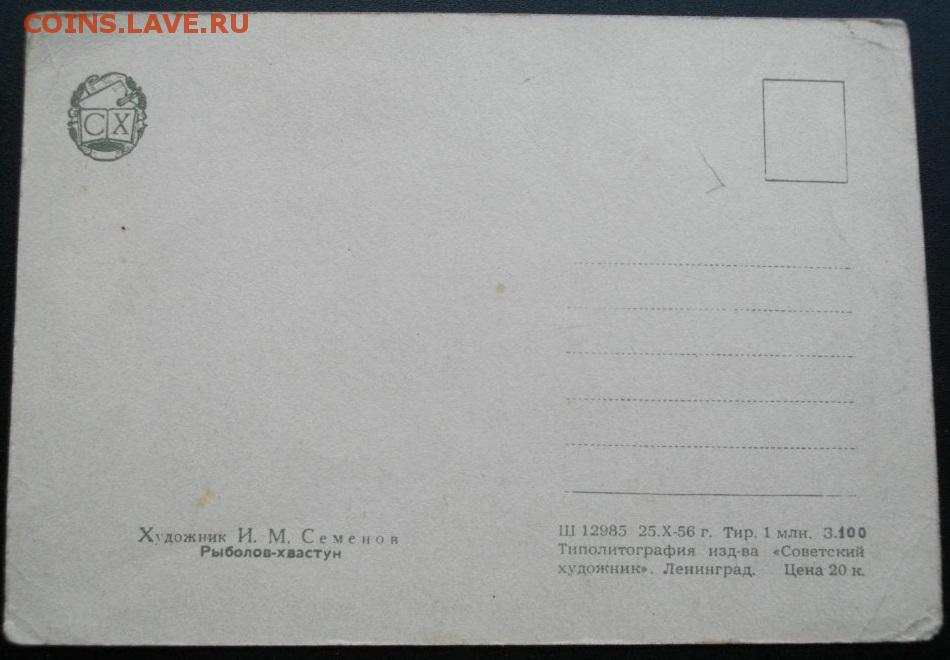 COINS.LAVE.RU
С Х
Художник И. М. Семенов
Рыболов-хвастун
Ш 12985 25.X-56 г. Тир. 1 млн. З.100
Типолитография изд-ва «Советский
художник». Ленинград. Цена 20 к.